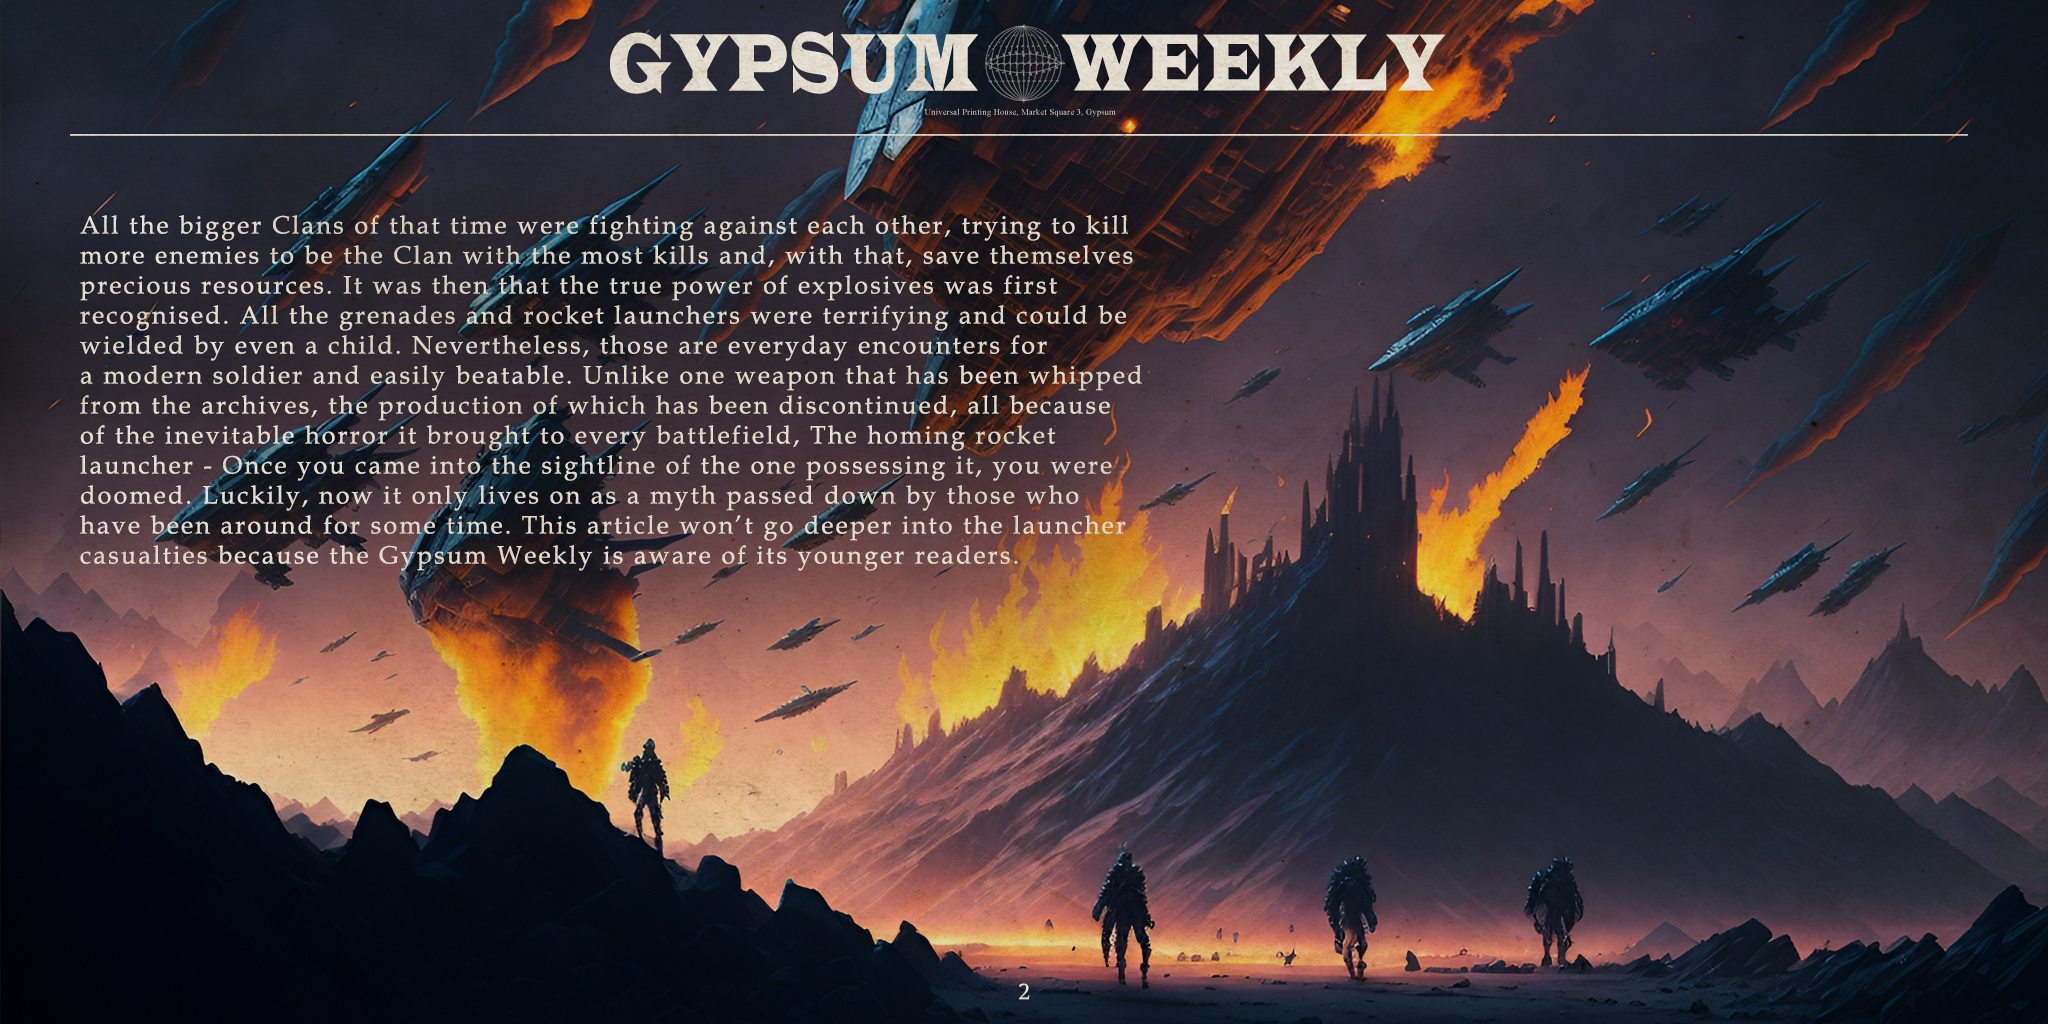 GYPSUM WEEKLY
Universal Printing House, Market Square 3, Gypsum
All the bigger Clans of that time were fighting against each other, trying to kill
more enemies to be the Clan with the most kills and, with that, save themselves
precious resources. It was then that the true power of explosives was first
recognised. All the grenades and rocket launchers were terrifying and could be
wielded by even a child. Nevertheless, those are everyday encounters for
a modern soldier and easily beatable. Unlike one weapon that has been whipped
from the archives, the production of which has been discontinued, all because
of the inevitable horror it brought to every battlefield, The homing rocket
launcher - Once you came into the sightline of the one possessing it, you were
doomed. Luckily, now it only lives on as a myth passed down by those who
have been around for some time. This article won’t go deeper into the launcher
casualties because the Gypsum Weekly is aware of its younger readers.
2